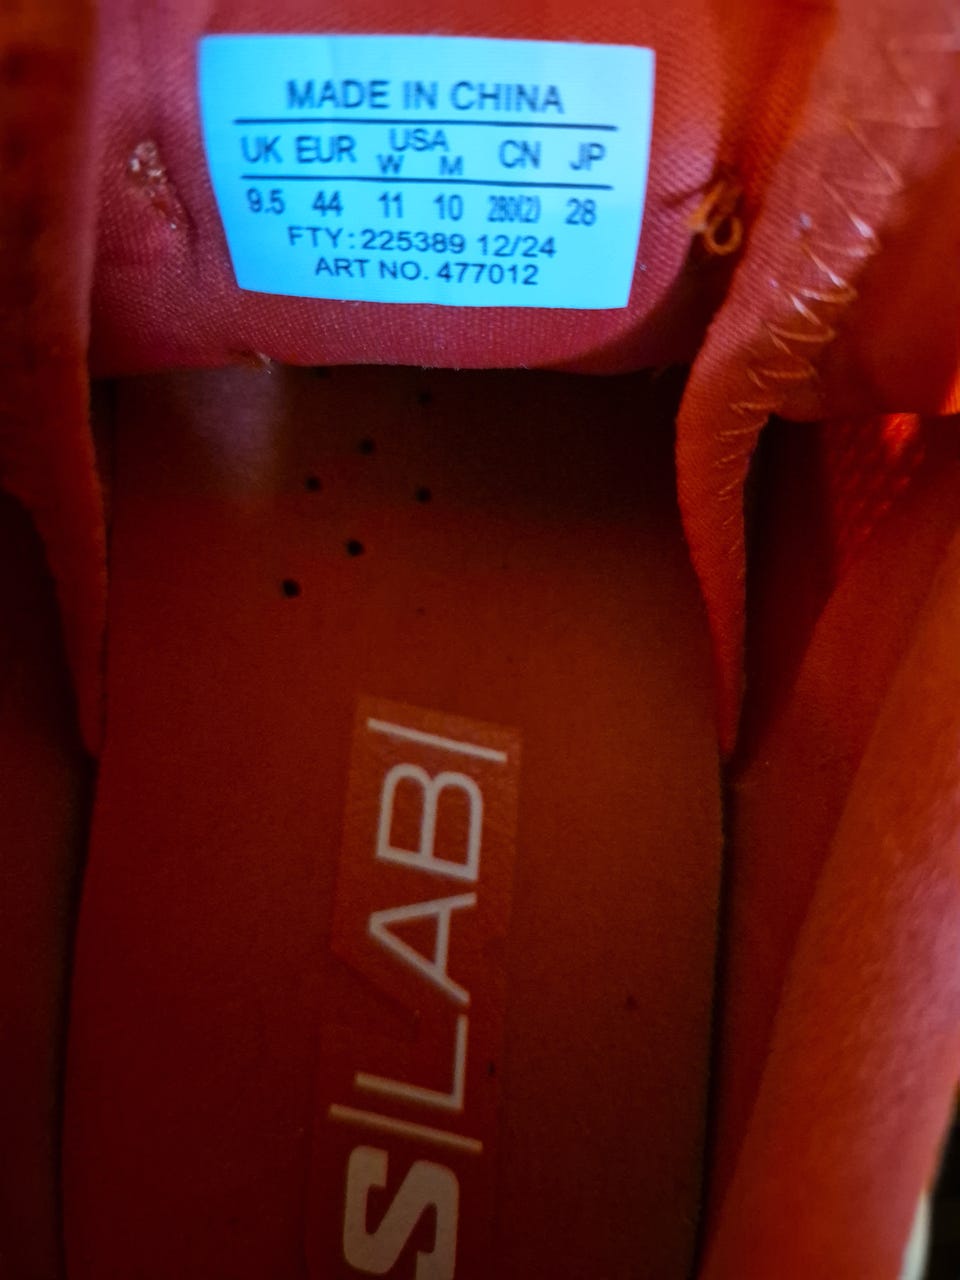 MADE IN CHINA
UK EUR USA W M CN JP
9.5 44 11 10 280(2) 28
FTY:225389 12/24
ART NO. 477012
S|LAB|